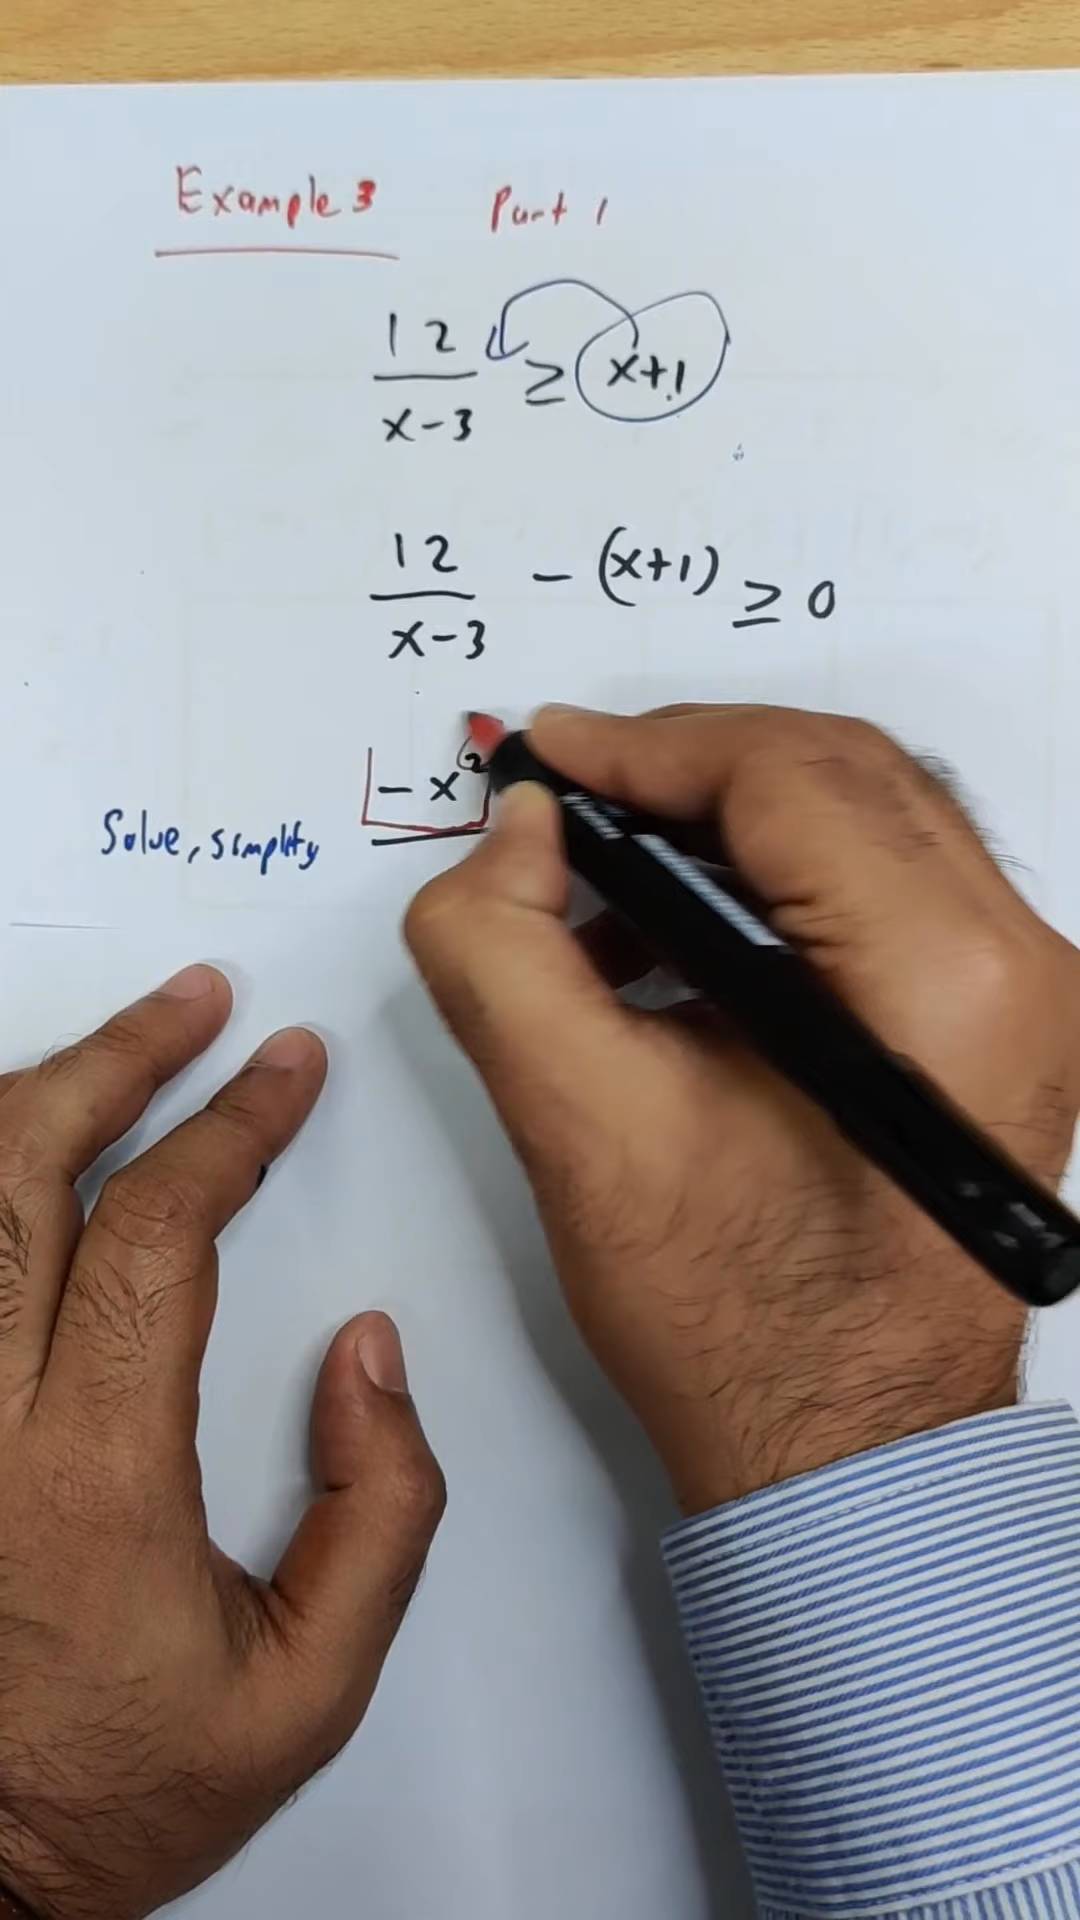 Example 3 Part 1
12/(x-3) ≥ x+1
12/(x-3) - (x+1) ≥ 0
-x²
Solve, simplify